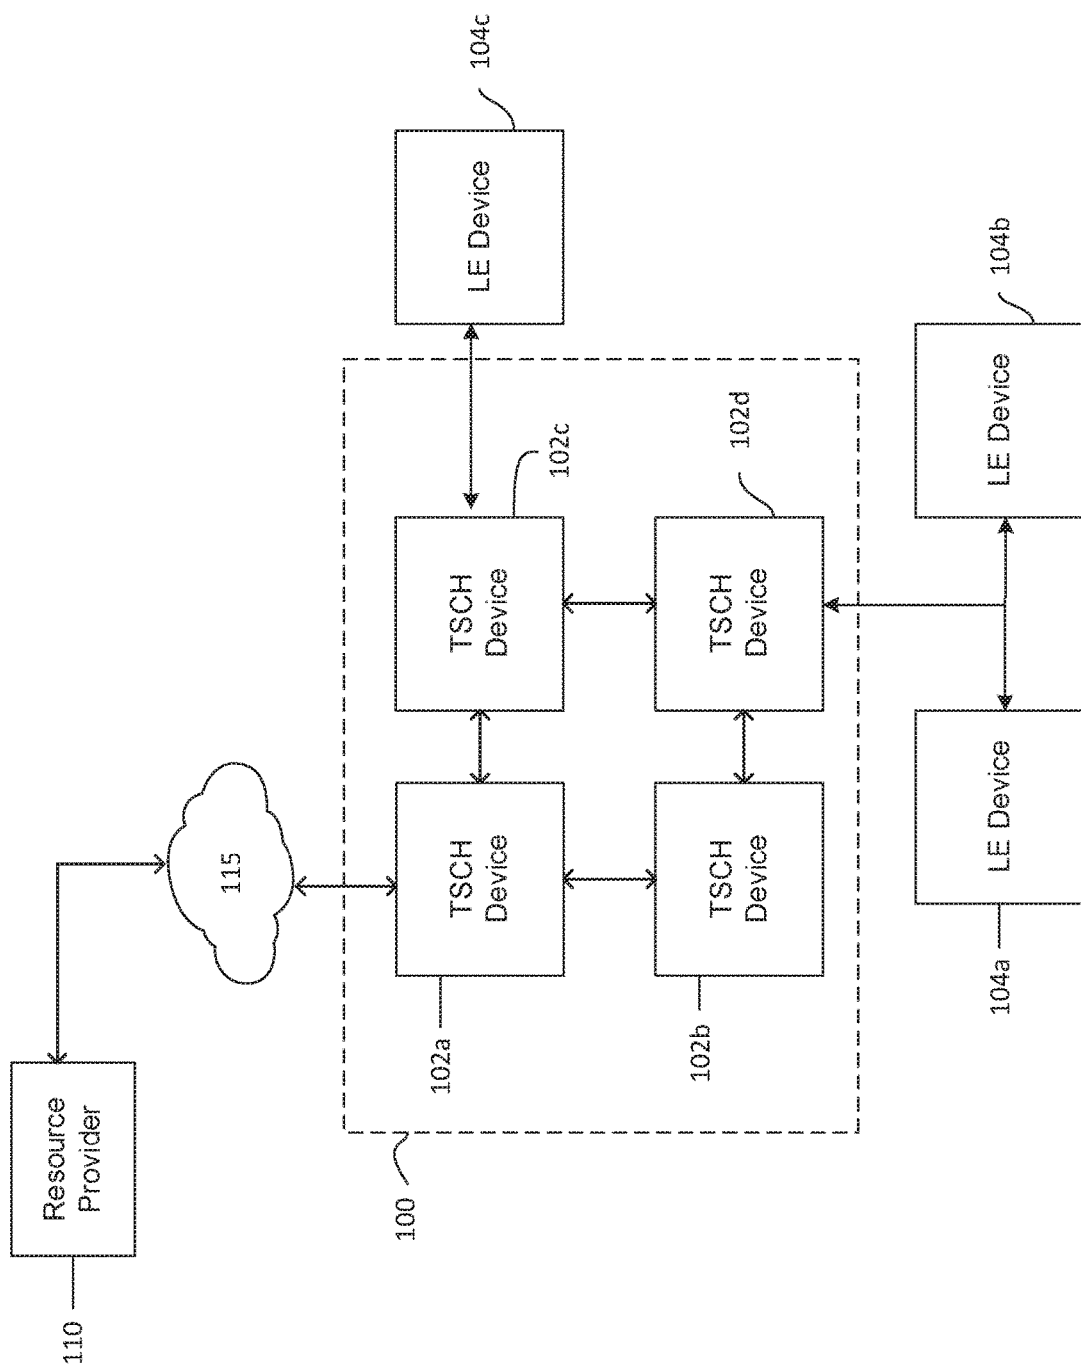 110
Resource
Provider
115
100
102a
TSCH
Device
TSCH
Device
102c
LE Device
104c
102b
TSCH
Device
TSCH
Device
102d
104a
LE Device
LE Device
104b